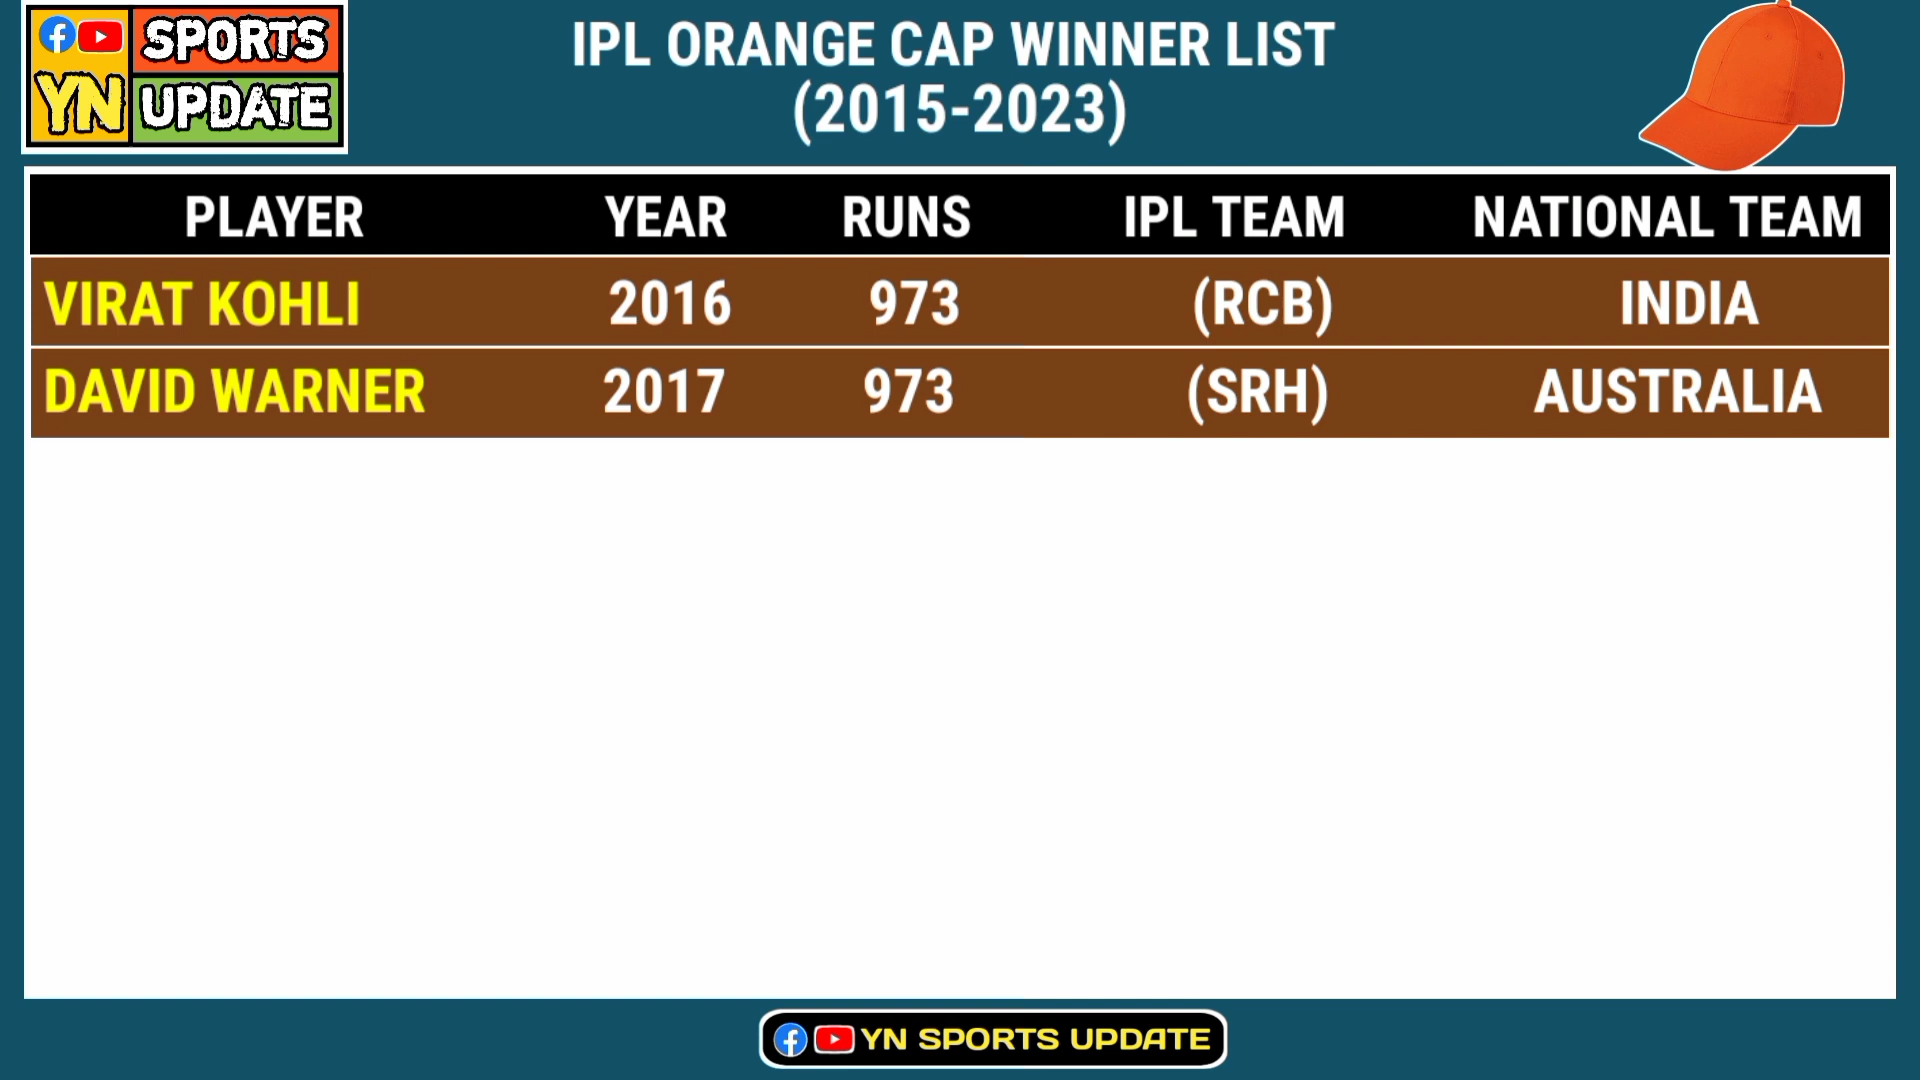 SPORTS
YN UPDATE
IPL ORANGE CAP WINNER LIST
(2015-2023)
PLAYER YEAR RUNS IPL TEAM NATIONAL TEAM
VIRAT KOHLI 2016 973 (RCB) INDIA
DAVID WARNER 2017 973 (SRH) AUSTRALIA
YN SPORTS UPDATE